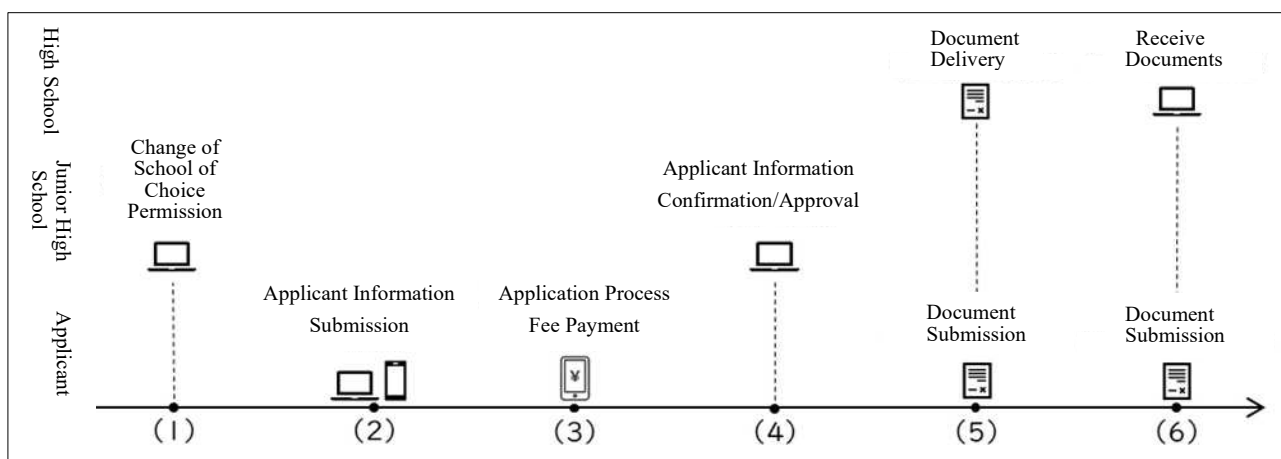 High School
Junior High
School
Applicant
Change of
School of
Choice
Permission
Applicant Information
Submission
Application Process
Fee Payment
¥
Applicant Information
Confirmation/Approval
Document
Delivery
Document
Submission
Receive
Documents
Document
Submission
(1)
(2)
(3)
(4)
(5)
(6)